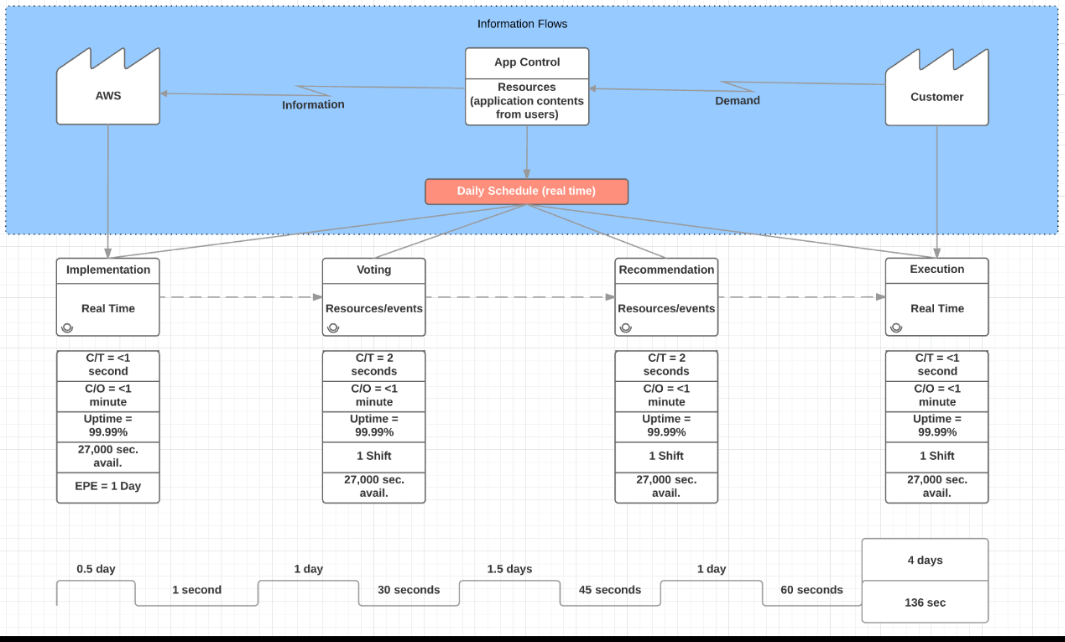 Information Flows
AWS
Information
App Control
Resources
(application contents
from users)
Demand
Customer
Daily Schedule (real time)
Implementation
Real Time
Voting
Resources/events
Recommendation
Resources/events
Execution
Real Time
C/T = <1
second
C/O = <1
minute
Uptime =
99.99%
27,000 sec.
avail.
EPE = 1 Day
C/T = 2
seconds
C/O = <1
minute
Uptime =
99.99%
1 Shift
27,000 sec.
avail.
C/T = 2
seconds
C/O = <1
minute
Uptime =
99.99%
1 Shift
27,000 sec.
avail.
C/T = <1
second
C/O = <1
minute
Uptime =
99.99%
1 Shift
27,000 sec.
avail.
0.5 day
1 second
1 day
30 seconds
1.5 days
45 seconds
1 day
60 seconds
4 days
136 sec